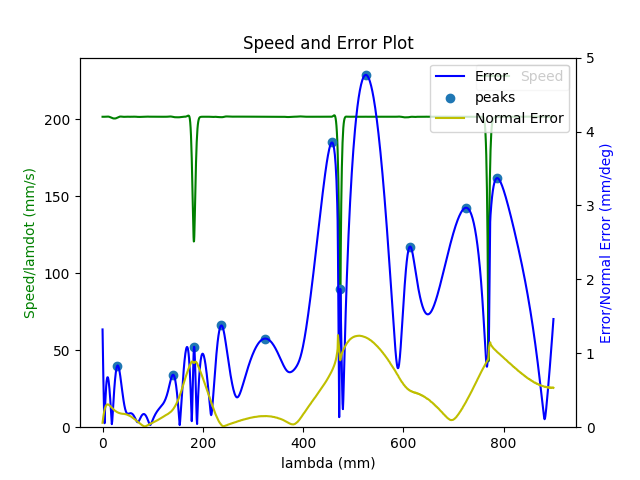 Speed and Error Plot
Speed/lamdot (mm/s)
200
150
100
50
0
Error
peaks
Normal Error
Speed
5
4
3
2
1
0
Error/Normal Error (mm/deg)
0
200
400
600
800
lambda (mm)